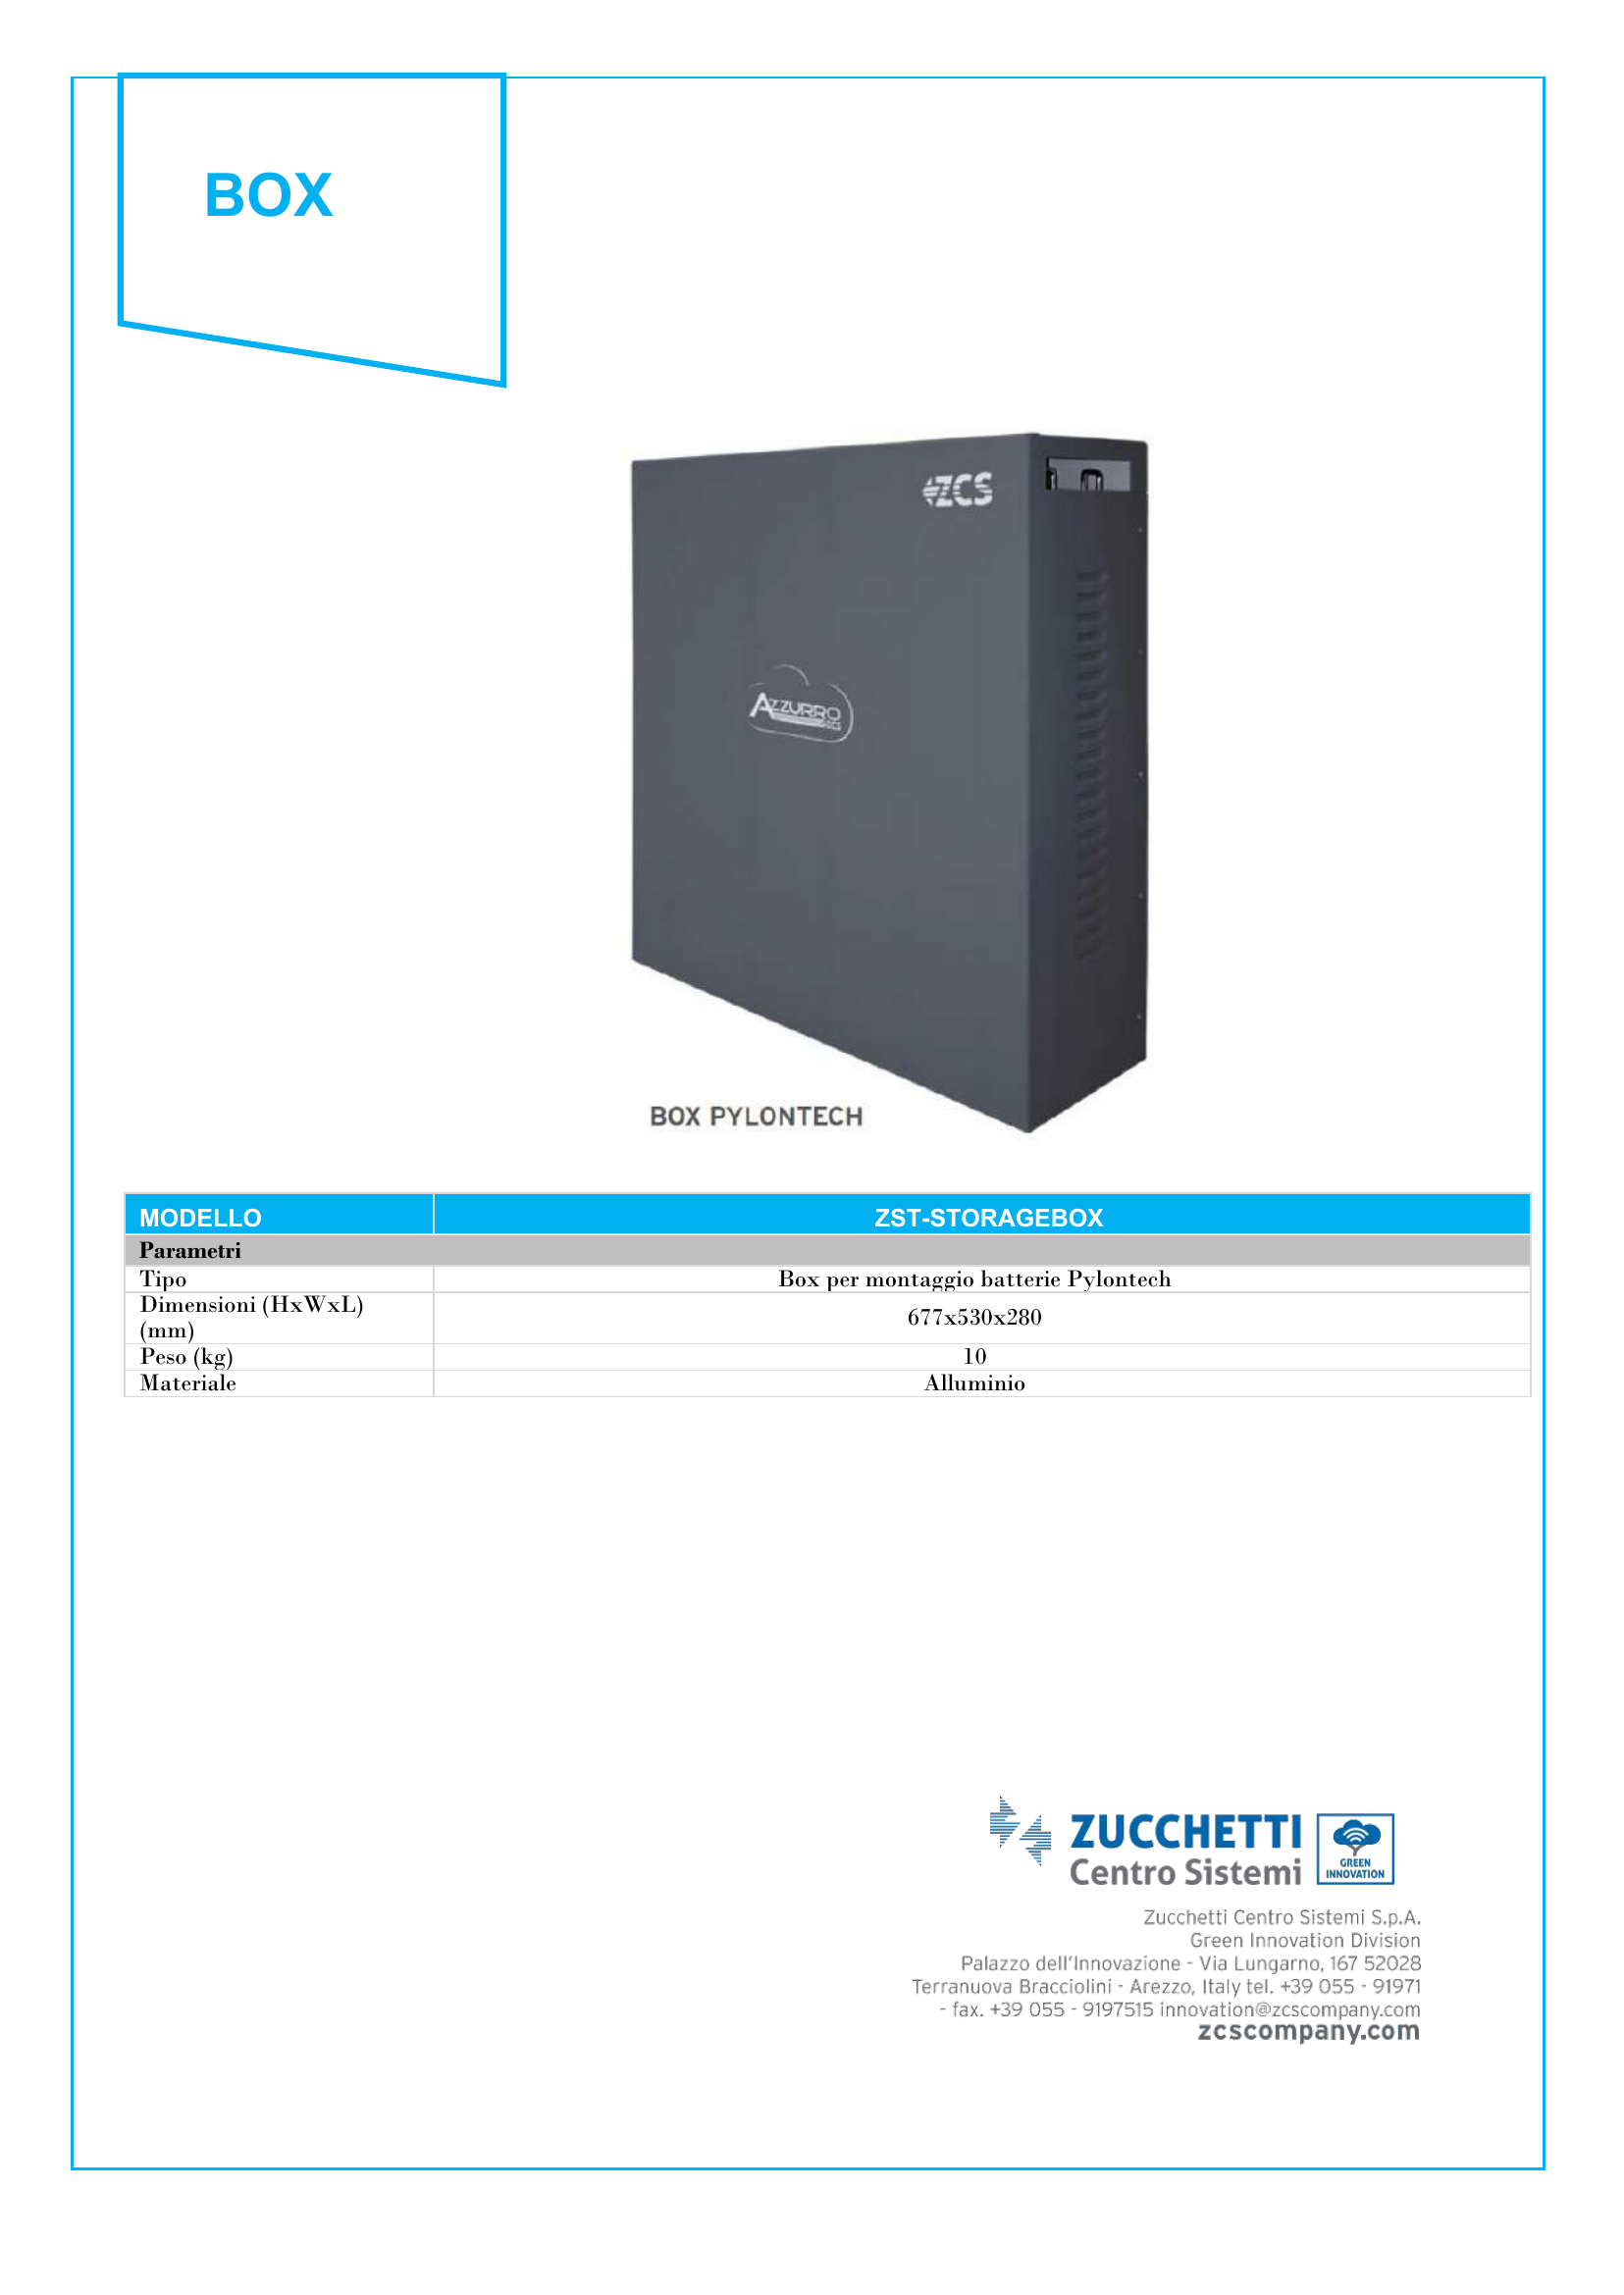 BOX
ZCS
AZZURRO
ZCS
BOX PYLONTECH
MODELLO ZST-STORAGEBOX
Parametri
Tipo Box per montaggio batterie Pylontech
Dimensioni (HxWxL)
(mm) 677x530x280
Peso (kg) 10
Materiale Alluminio
ZUCCHETTI
Centro Sistemi
GREEN
INNOVATION
Zucchetti Centro Sistemi S.p.A.
Green Innovation Division
Palazzo dell'Innovazione - Via Lungarno, 167 52028
Terranuova Bracciolini - Arezzo, Italy tel. +39 055 - 91971
- fax. +39 055 - 9197515 innovation@zcscompany.com
zcscompany.com